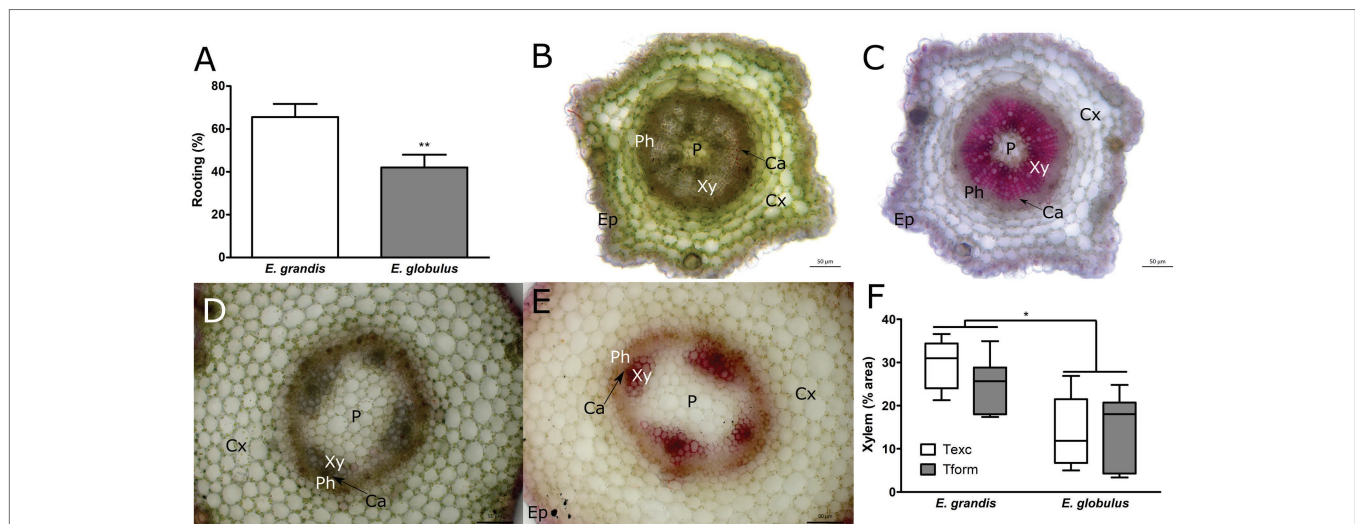 A
80
60
40
20
0
Rooting (%)
**
E. grandis
E. globulus
B
Ph
P
Ca
Xy
Cx
Ep
50 µm
C
Cx
P
Xy
Ph
Ca
Ep
50 µm
D
P
Cx
Xy
Ph
Ca
E
Ph
Xy
Ca
P
Cx
Ep
F
40
30
20
10
0
Xylem (% area)
*
Texc
Tform
E. grandis
E. globulus